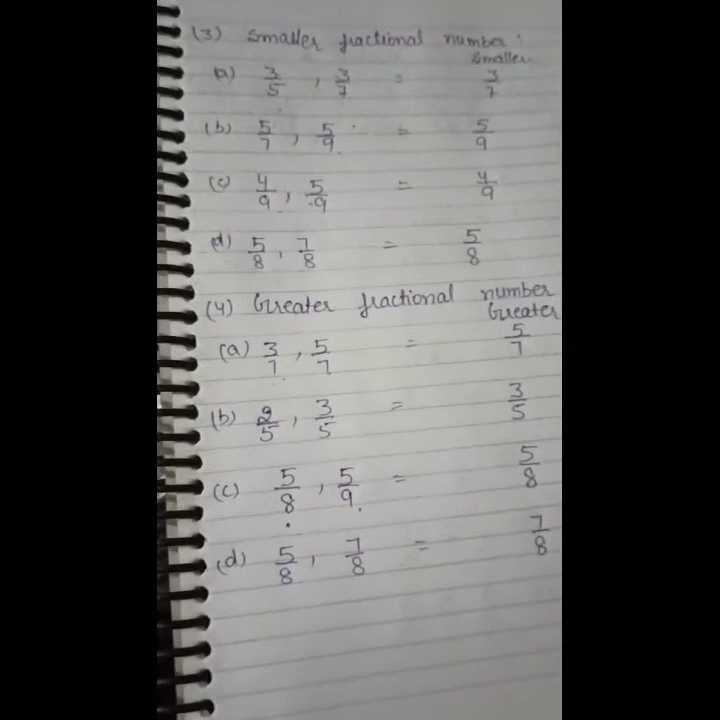 (3) Smaller fractional number :
Smaller
a) 3/5 , 3/7 = 3/7
(b) 5/7 , 5/9 = 5/9
(c) 4/9 , 5/9 = 4/9
(d) 5/8 , 7/8 = 5/8
(4) Greater fractional number
Greater
(a) 3/7 , 5/7 = 5/7
(b) 2/5 , 3/5 = 3/5
(c) 5/8 , 5/9 = 5/8
(d) 5/8 , 7/8 = 7/8